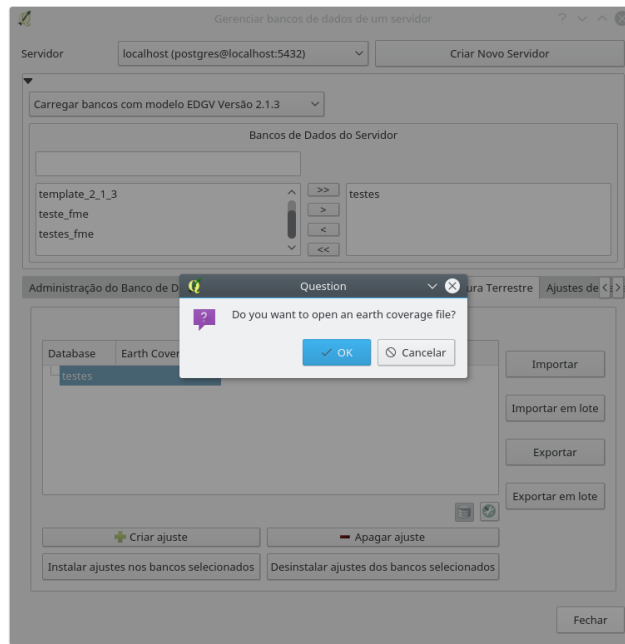 Gerenciar bancos de dados de um servidor
Servidor
localhost (postgres@localhost:5432)
Criar Novo Servidor
Carregar bancos com modelo EDGV Versão 2.1.3
Bancos de Dados do Servidor
template_2_1_3
teste_fme
testes_fme
>>
>
<
<<
testes
Administração do Banco de D
ura Terrestre
Ajustes de
Question
Do you want to open an earth coverage file?
OK
Cancelar
Database
Earth Cover
testes
Importar
Importar em lote
Exportar
Exportar em lote
Criar ajuste
Apagar ajuste
Instalar ajustes nos bancos selecionados
Desinstalar ajustes dos bancos selecionados
Fechar